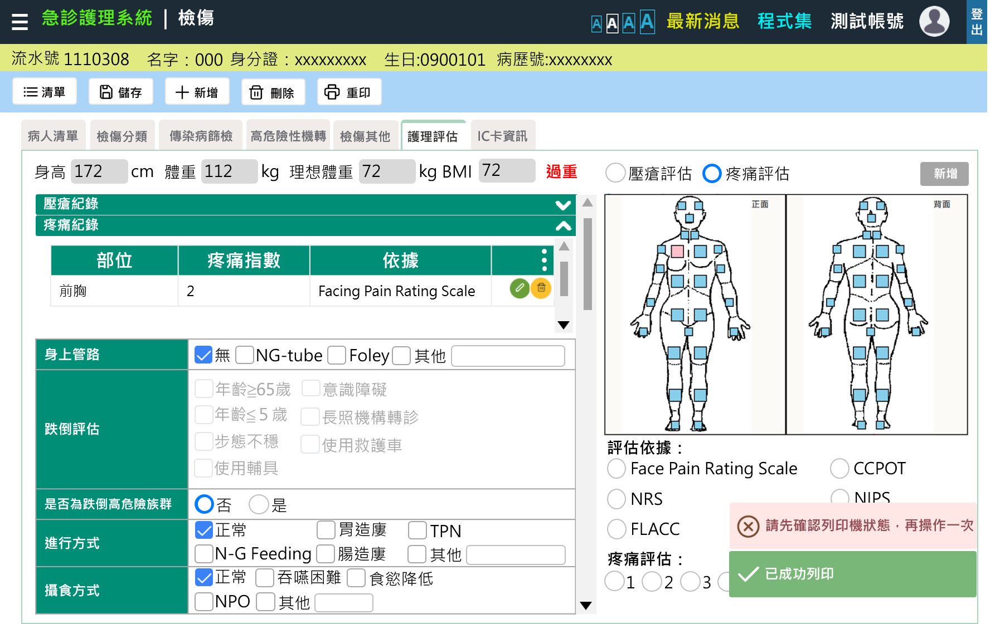 急診護理系統 | 檢傷
A A A A 最新消息 程式集 測試帳號 登出
流水號 1110308 名字：000 身分證：xxxxxxxxx 生日:0900101 病歷號:xxxxxxxx
清單 儲存 新增 刪除 重印
病人清單 檢傷分類 傳染病篩檢 高危險性機轉 檢傷其他 護理評估 IC卡資訊
身高 172 cm 體重 112 kg 理想體重 72 kg BMI 72 過重
壓瘡評估 疼痛評估 新增
壓瘡紀錄
疼痛紀錄
部位 疼痛指數 依據
前胸 2 Facing Pain Rating Scale
身上管路 無 NG-tube Foley 其他
跌倒評估
年齡≧65歲 意識障礙
年齡≦5歲 長照機構轉診
步態不穩 使用救護車
使用輔具
是否為跌倒高危險族群 否 是
進行方式
正常 胃造廔 TPN
N-G Feeding 腸造廔 其他
攝食方式
正常 吞嚥困難 食慾降低
NPO 其他
正面 背面
評估依據：
Face Pain Rating Scale CCPOT
NRS NIPS
FLACC
疼痛評估：
1 2 3
請先確認列印機狀態，再操作一次
已成功列印